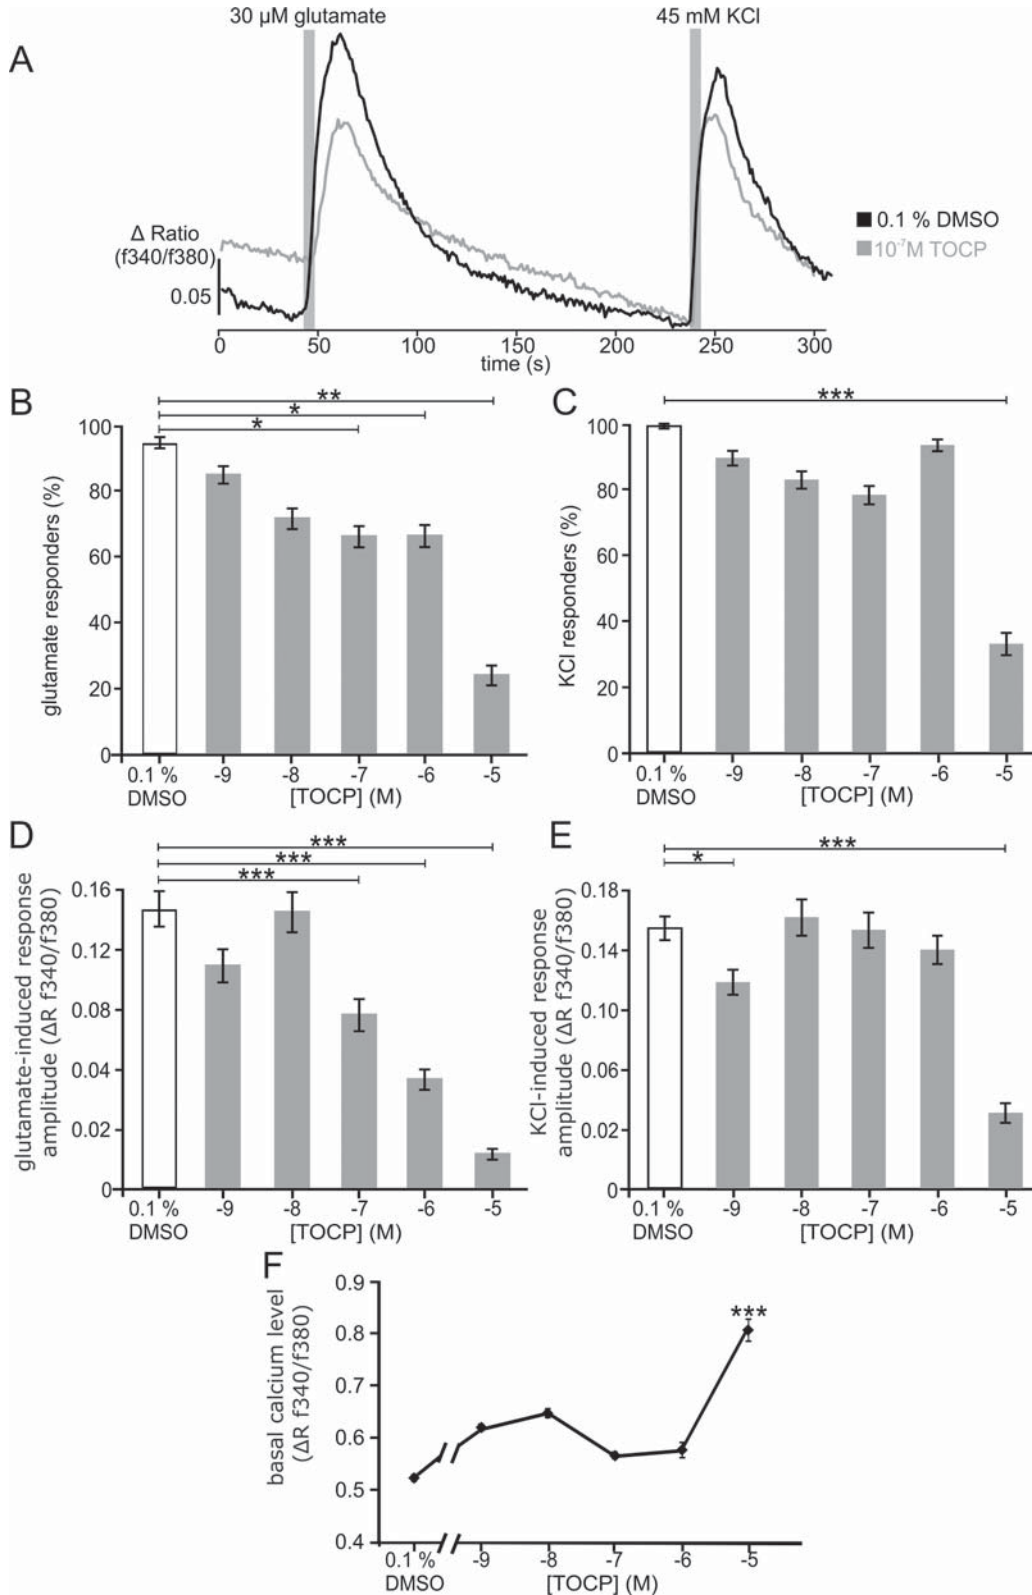 30 µM glutamate
45 mM KCl
A
Δ Ratio
(f340/f380)
0.05
0.1 % DMSO
10⁻⁷M TOCP
0 50 100 150 200 250 300
time (s)
B
**
*
*
glutamate responders (%)
100
80
60
40
20
0
0.1 % -9 -8 -7 -6 -5
DMSO [TOCP] (M)
C
***
KCl responders (%)
100
80
60
40
20
0
0.1 % -9 -8 -7 -6 -5
DMSO [TOCP] (M)
D
***
***
***
glutamate-induced response
amplitude (ΔR f340/f380)
0.16
0.12
0.08
0.04
0.02
0
0.1 % -9 -8 -7 -6 -5
DMSO [TOCP] (M)
E
***
*
KCl-induced response
amplitude (ΔR f340/f380)
0.18
0.14
0.10
0.06
0.02
0
0.1 % -9 -8 -7 -6 -5
DMSO [TOCP] (M)
F
basal calcium level
(ΔR f340/f380)
0.9
0.8
0.7
0.6
0.5
0.4
***
0.1 % -9 -8 -7 -6 -5
DMSO [TOCP] (M)